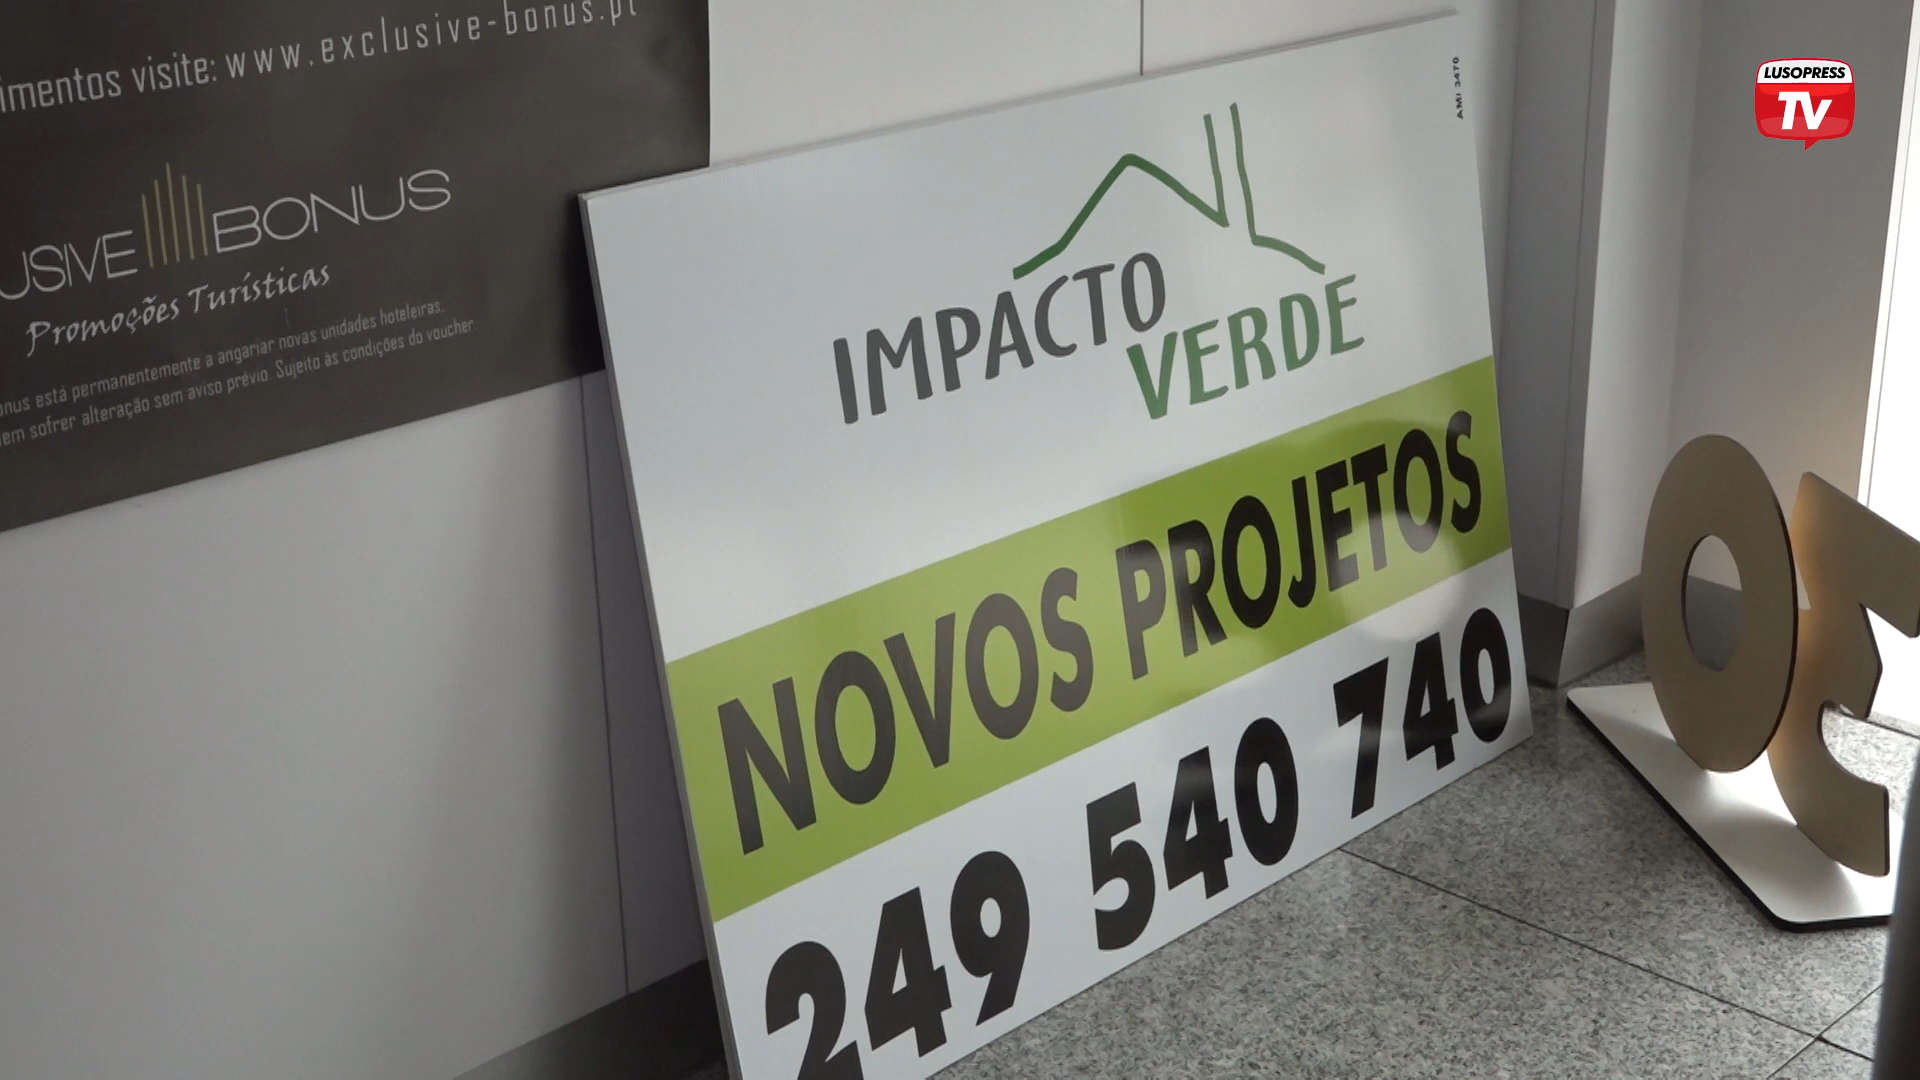 imentos visite: www.exclusive-bonus.pt
USIVE BONUS
Promoções Turísticas
onus está permanentemente a angariar novas unidades hoteleiras,
dem sofrer alteração sem aviso prévio. Sujeito às condições do voucher
AMI 3470
IMPACTO
VERDE
NOVOS PROJETOS
249 540 740
LUSOPRESS
TV